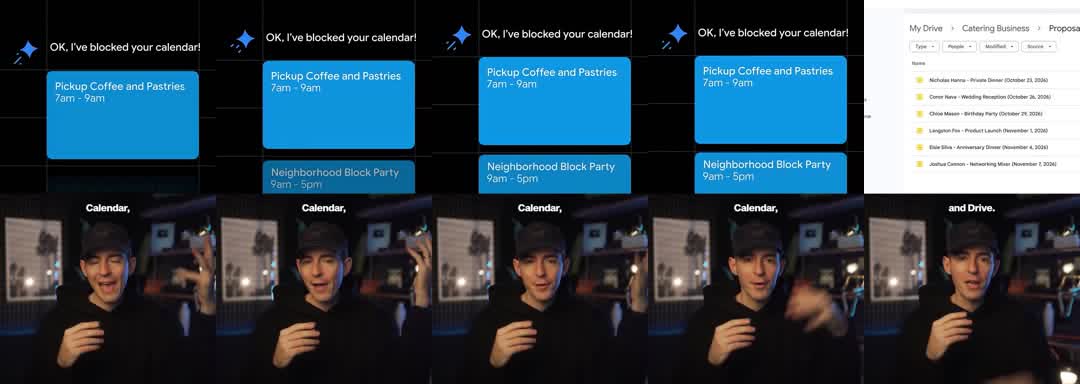 OK, I've blocked your calendar!
Pickup Coffee and Pastries
7am - 9am
OK, I've blocked your calendar!
Pickup Coffee and Pastries
7am - 9am
Neighborhood Block Party
9am - 5pm
OK, I've blocked your calendar!
Pickup Coffee and Pastries
7am - 9am
Neighborhood Block Party
9am - 5pm
OK, I've blocked your calendar!
Pickup Coffee and Pastries
7am - 9am
Neighborhood Block Party
9am - 5pm
My Drive > Catering Business > Proposa
Type People Modified Source
Name
Nicholas Hanna - Private Dinner (October 23, 2026)
Conor Nave - Wedding Reception (October 26, 2026)
Chloe Mason - Birthday Party (October 29, 2026)
Langston Fox - Product Launch (November 1, 2026)
Elsie Silva - Anniversary Dinner (November 4, 2026)
Joshua Cannon - Networking Mixer (November 7, 2026)
Calendar,
Calendar,
Calendar,
Calendar,
and Drive.